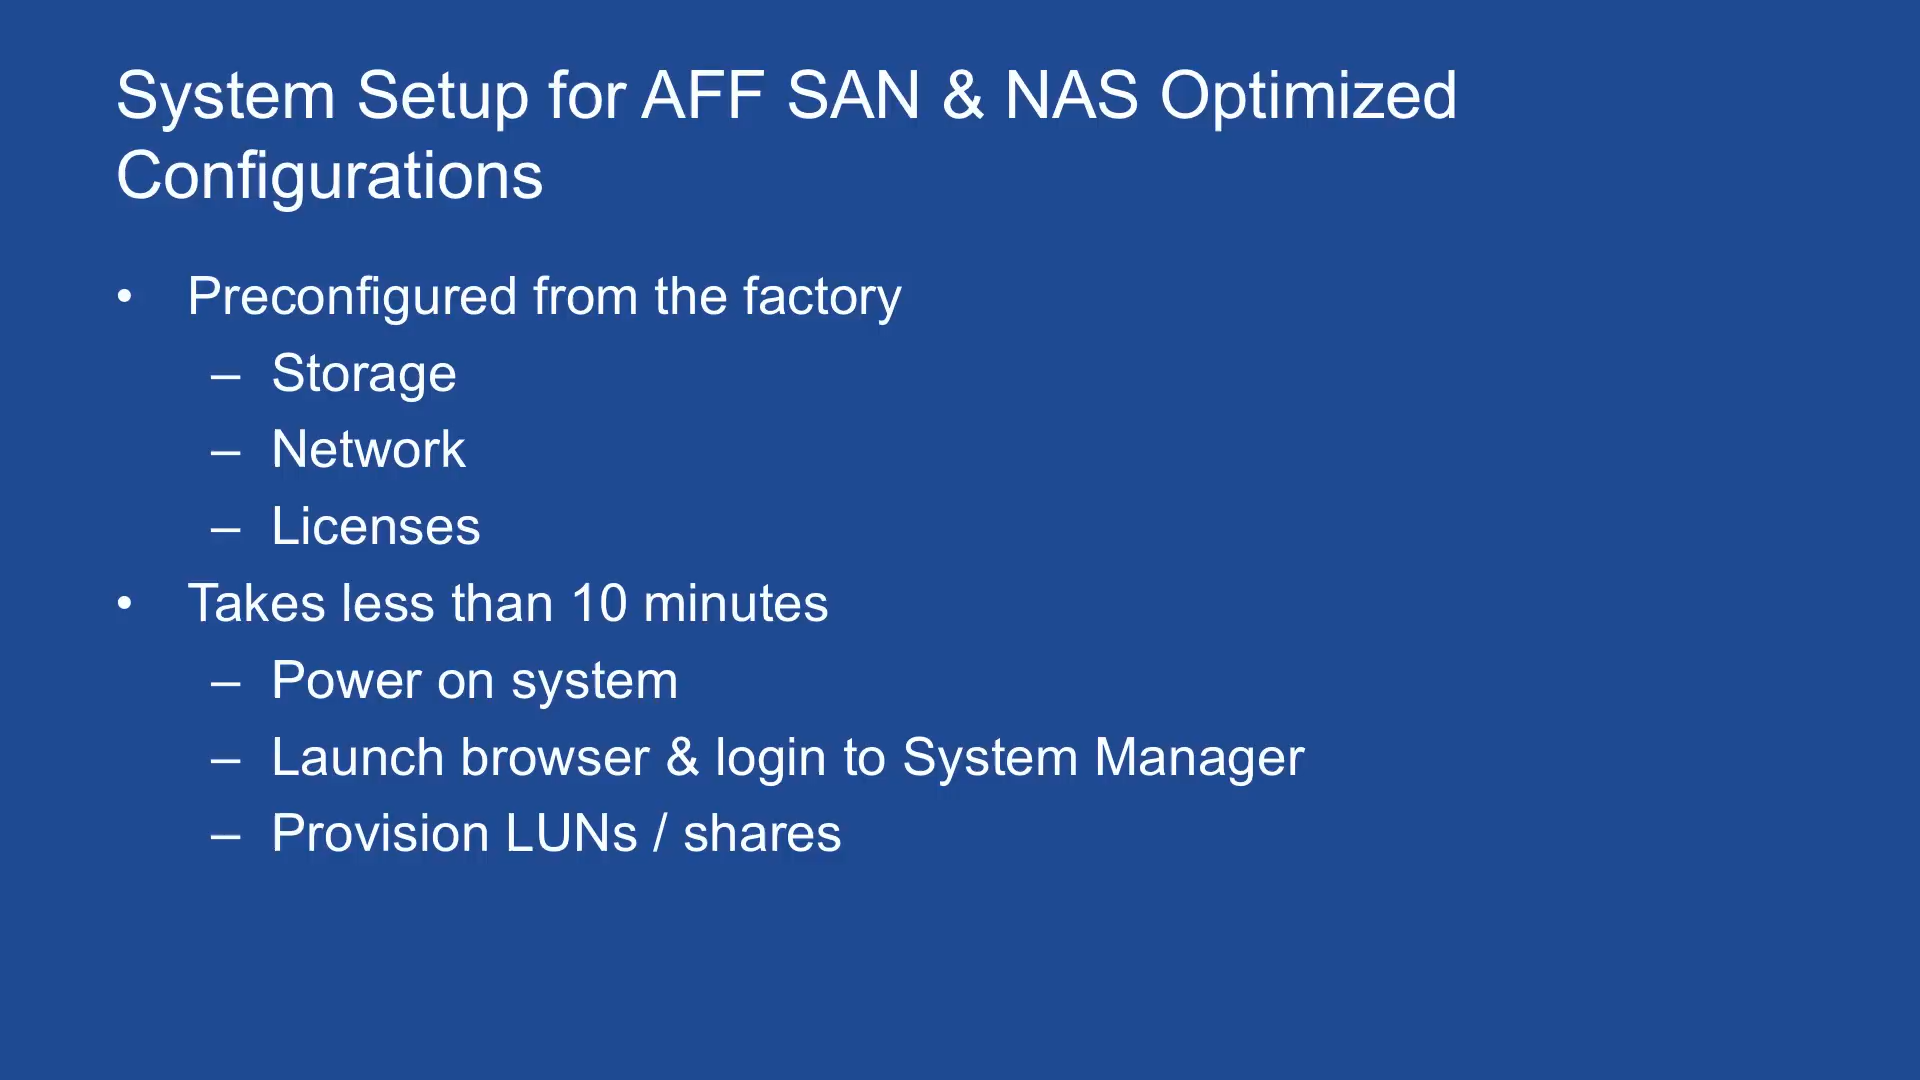 System Setup for AFF SAN & NAS Optimized
Configurations
• Preconfigured from the factory
– Storage
– Network
– Licenses
• Takes less than 10 minutes
– Power on system
– Launch browser & login to System Manager
– Provision LUNs / shares